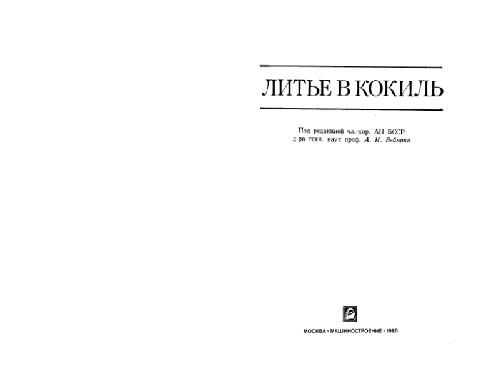 ЛИТЬЕ В КОКИЛЬ
Под редакцией чл.-кор. АН БССР
д-ра техн. наук проф. А. И. Вейника
МОСКВА · МАШИНОСТРОЕНИЕ · 1980